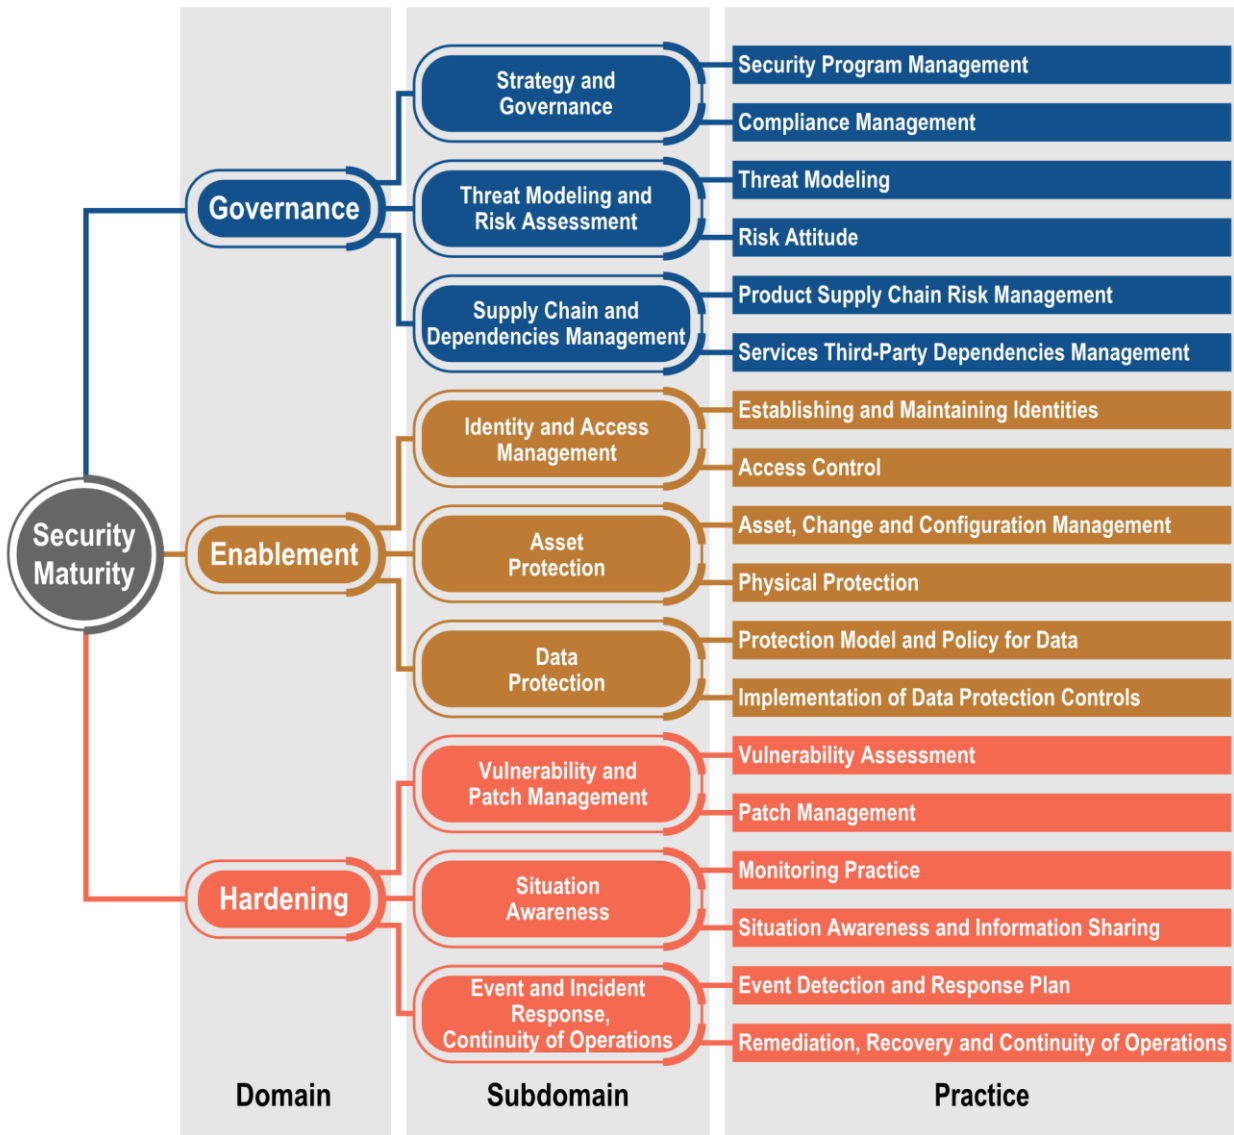 Security
Maturity
Governance
Strategy and
Governance
Security Program Management
Compliance Management
Threat Modeling and
Risk Assessment
Threat Modeling
Risk Attitude
Supply Chain and
Dependencies Management
Product Supply Chain Risk Management
Services Third-Party Dependencies Management
Enablement
Identity and Access
Management
Establishing and Maintaining Identities
Access Control
Asset
Protection
Asset, Change and Configuration Management
Physical Protection
Data
Protection
Protection Model and Policy for Data
Implementation of Data Protection Controls
Hardening
Vulnerability and
Patch Management
Vulnerability Assessment
Patch Management
Situation
Awareness
Monitoring Practice
Situation Awareness and Information Sharing
Event and Incident
Response,
Continuity of Operations
Event Detection and Response Plan
Remediation, Recovery and Continuity of Operations
Domain
Subdomain
Practice